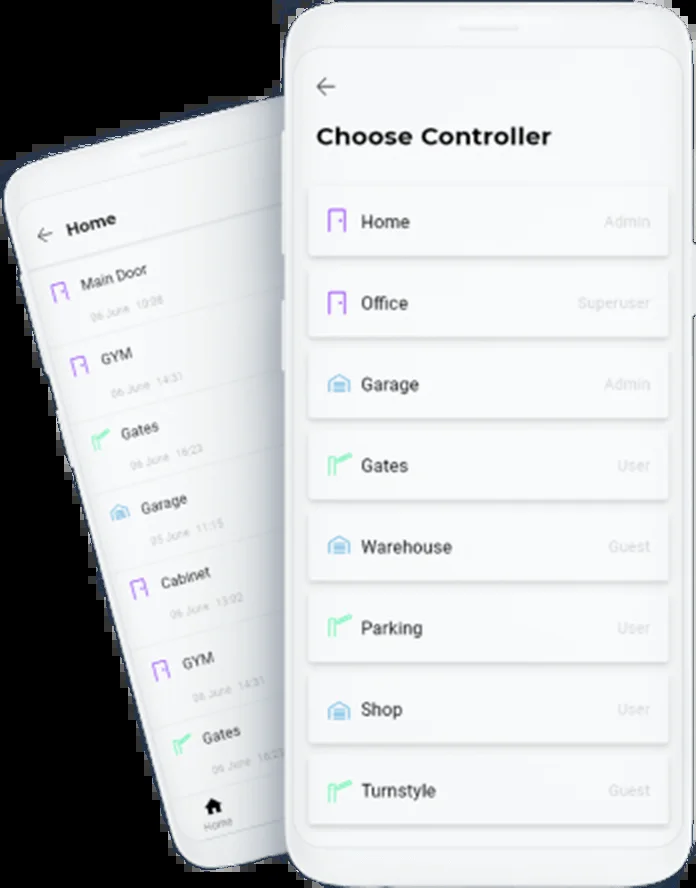 Home
Main Door
06 June 10:08
GYM
06 June 14:31
Gates
06 June 16:23
Garage
05 June 11:15
Cabinet
06 June 13:02
GYM
06 June 14:31
Gates
06 June 16:23
Home
Choose Controller
Home Admin
Office Superuser
Garage Admin
Gates User
Warehouse Guest
Parking User
Shop User
Turnstyle Guest